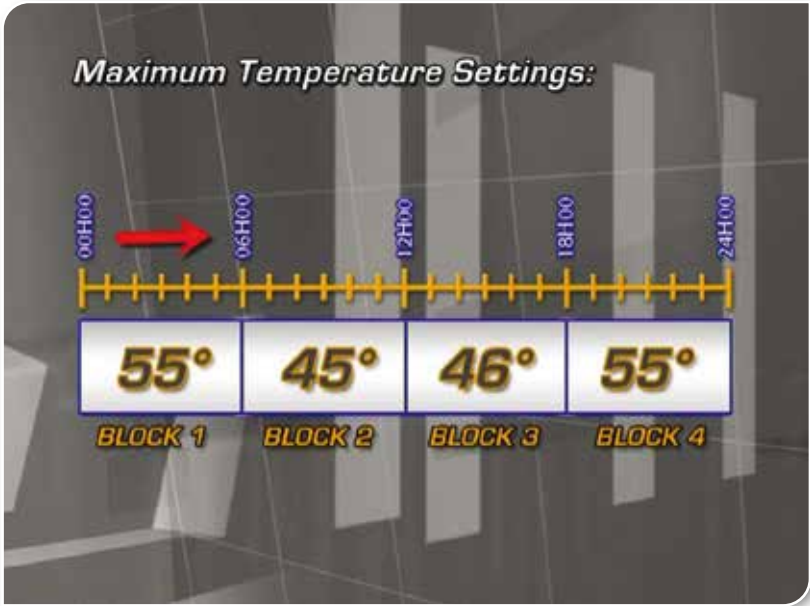 Maximum Temperature Settings:
00H00 06H00 12H00 18H00 24H00
55° 45° 46° 55°
BLOCK 1 BLOCK 2 BLOCK 3 BLOCK 4